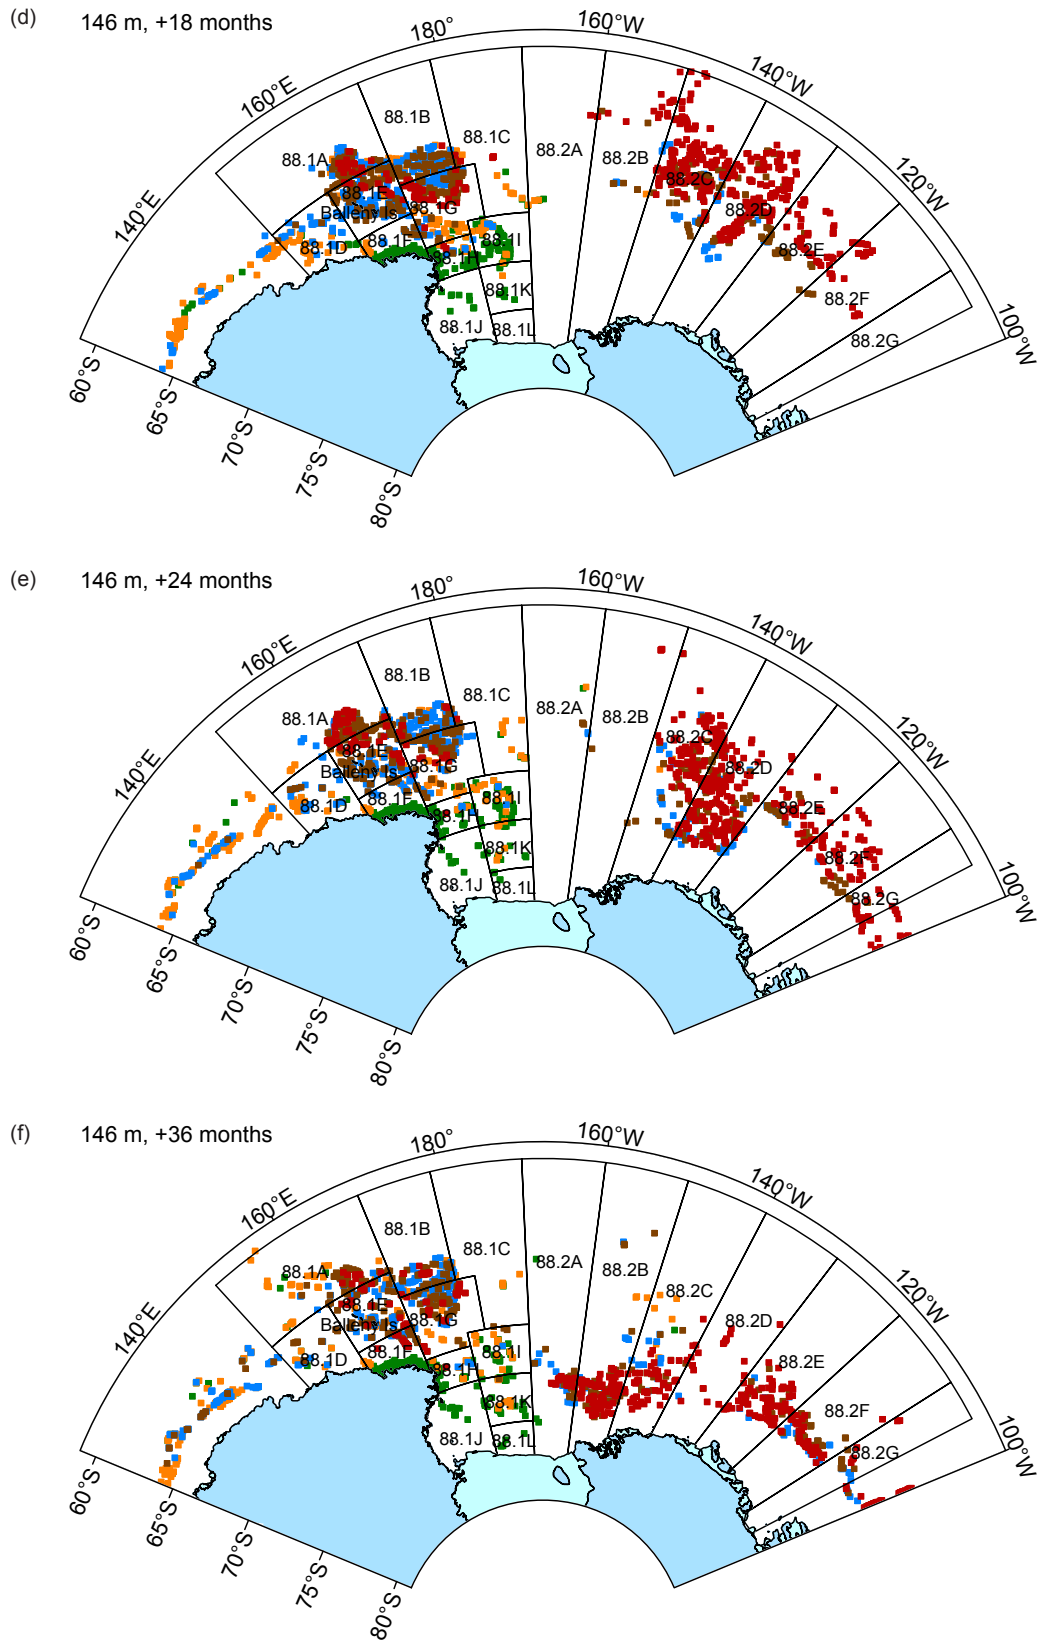 (d) 146 m, +18 months
160°W
180°
140°W
160°E
88.1B
88.1C
88.2A
88.2B
88.1A
120°W
88.2C
88.1E
140°E
Balleny Is.
88.1G
88.2D
88.1D
88.1F
88.1I
88.2E
88.1H
88.1K
88.2F
88.1J
88.1L
88.2G
100°W
60°S
65°S
70°S
75°S
80°S
(e) 146 m, +24 months
160°W
180°
140°W
160°E
88.1B
88.1C
88.2A
88.2B
88.1A
120°W
88.2C
88.1E
140°E
Balleny Is.
88.1G
88.2D
88.1D
88.1F
88.1I
88.2E
88.1H
88.1K
88.2F
88.1J
88.1L
88.2G
100°W
60°S
65°S
70°S
75°S
80°S
(f) 146 m, +36 months
160°W
180°
140°W
160°E
88.1B
88.1C
88.2A
88.2B
88.1A
120°W
88.2C
88.1E
140°E
Balleny Is.
88.1G
88.2D
88.1D
88.1F
88.1I
88.2E
88.1H
88.1K
88.2F
88.1J
88.1L
88.2G
100°W
60°S
65°S
70°S
75°S
80°S